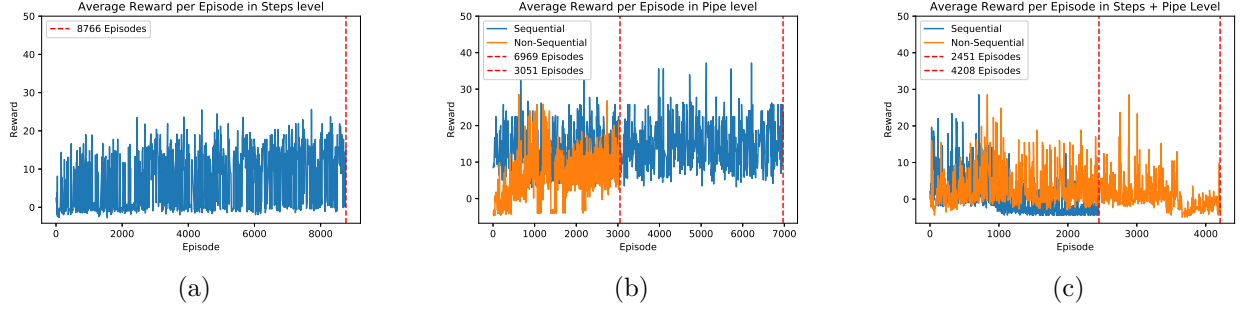 Average Reward per Episode in Steps level
50
40
30
20
10
0
Reward
8766 Episodes
0 2000 4000 6000 8000
Episode
(a)
Average Reward per Episode in Pipe level
50
40
30
20
10
0
Reward
Sequential
Non-Sequential
6969 Episodes
3051 Episodes
0 1000 2000 3000 4000 5000 6000 7000
Episode
(b)
Average Reward per Episode in Steps + Pipe Level
50
40
30
20
10
0
Reward
Sequential
Non-Sequential
2451 Episodes
4208 Episodes
0 1000 2000 3000 4000
Episode
(c)